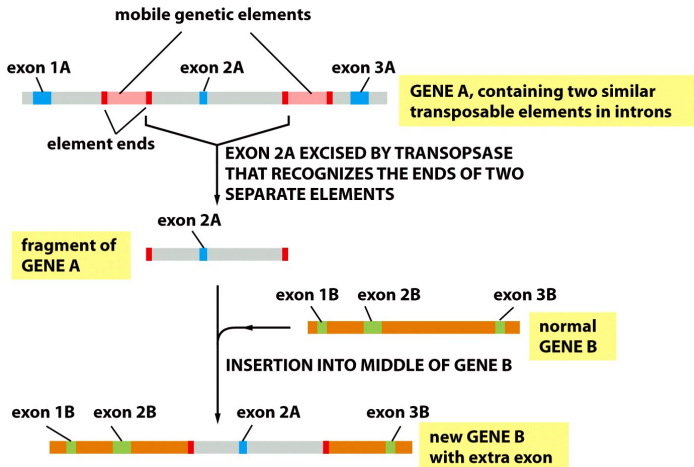 mobile genetic elements
exon 1A
exon 2A
exon 3A
GENE A, containing two similar
transposable elements in introns
element ends
EXON 2A EXCISED BY TRANSOPSASE
THAT RECOGNIZES THE ENDS OF TWO
SEPARATE ELEMENTS
exon 2A
fragment of
GENE A
exon 1B
exon 2B
exon 3B
normal
GENE B
INSERTION INTO MIDDLE OF GENE B
exon 1B
exon 2B
exon 2A
exon 3B
new GENE B
with extra exon